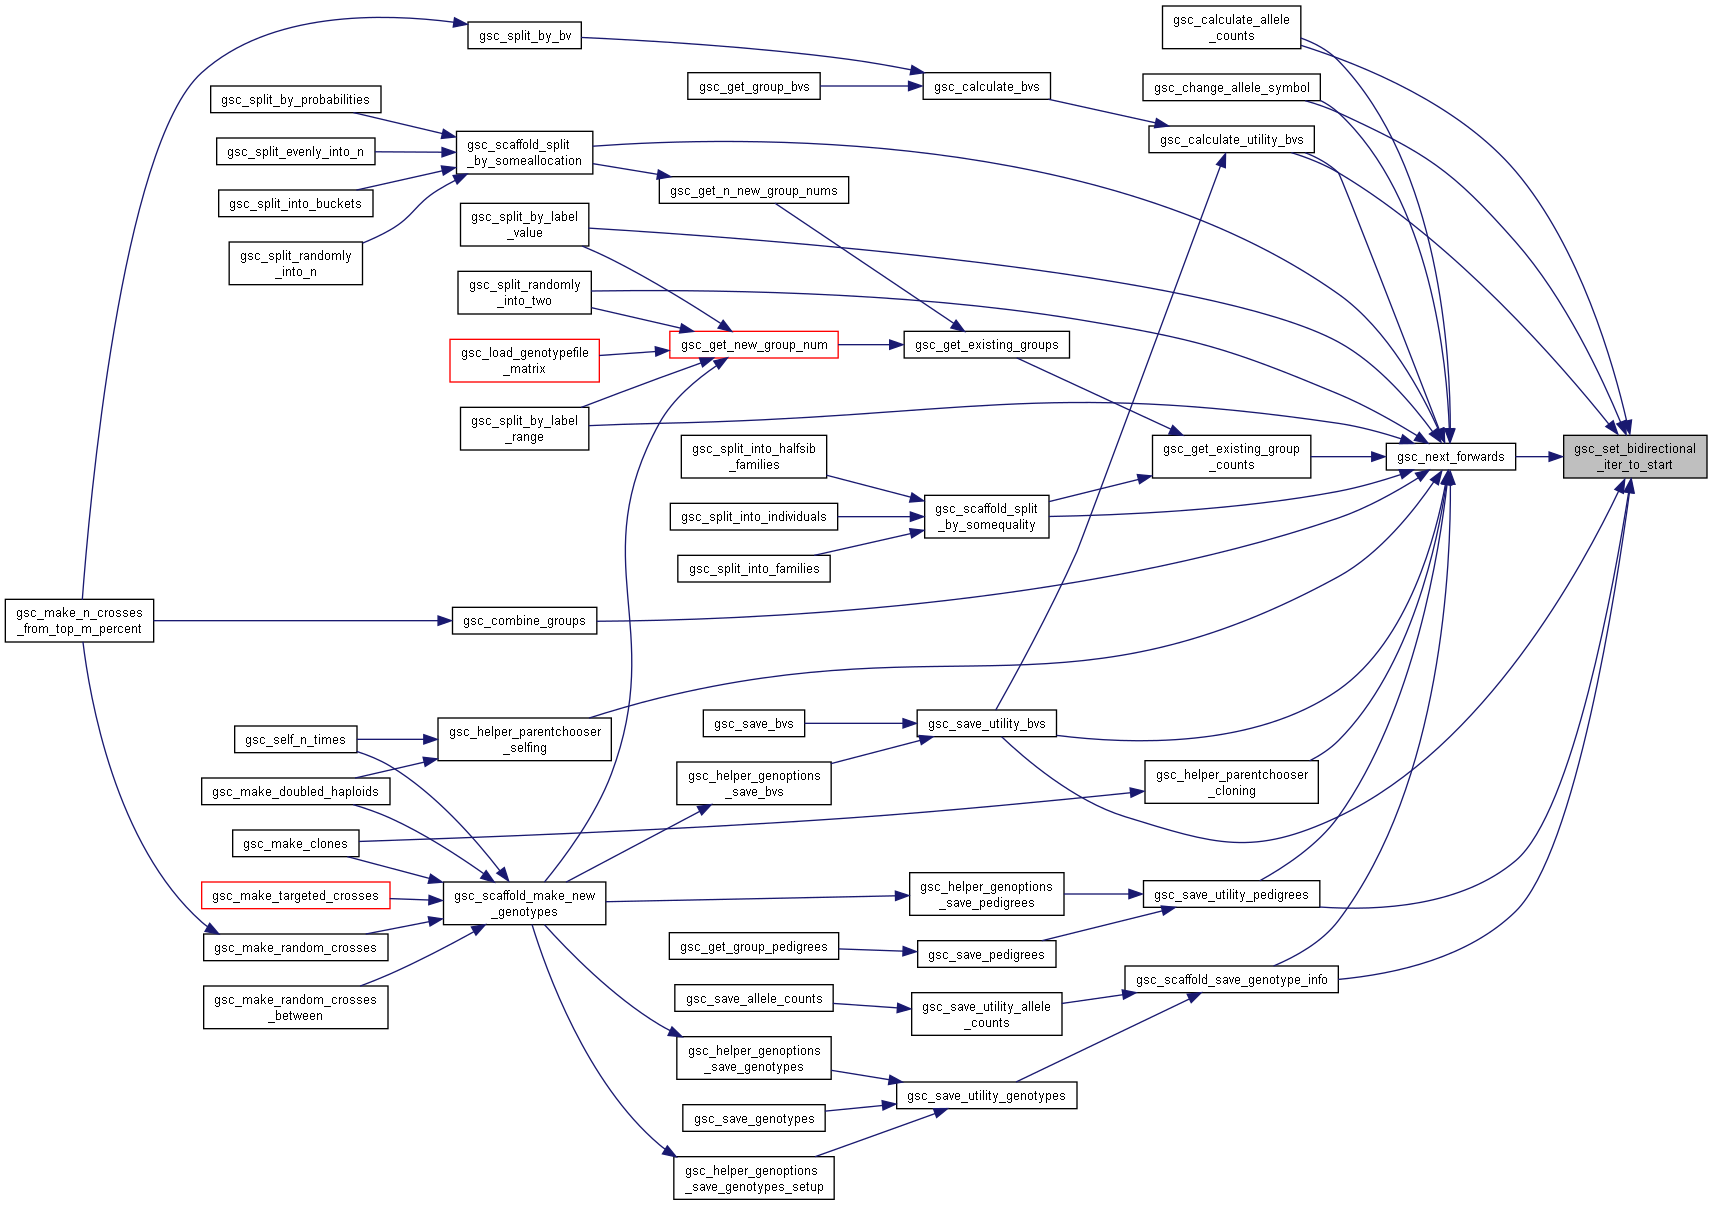 gsc_calculate_allele
_counts
gsc_split_by_bv
gsc_get_group_bvs
gsc_calculate_bvs
gsc_change_allele_symbol
gsc_split_by_probabilities
gsc_scaffold_split
_by_someallocation
gsc_calculate_utility_bvs
gsc_split_evenly_into_n
gsc_get_n_new_group_nums
gsc_split_into_buckets
gsc_split_by_label
_value
gsc_split_randomly
_into_n
gsc_split_randomly
_into_two
gsc_load_genotypefile
_matrix
gsc_get_new_group_num
gsc_get_existing_groups
gsc_split_by_label
_range
gsc_split_into_halfsib
_families
gsc_get_existing_group
_counts
gsc_next_forwards
gsc_set_bidirectional
_iter_to_start
gsc_split_into_individuals
gsc_scaffold_split
_by_somequality
gsc_split_into_families
gsc_make_n_crosses
_from_top_m_percent
gsc_combine_groups
gsc_self_n_times
gsc_helper_parentchooser
_selfing
gsc_save_bvs
gsc_save_utility_bvs
gsc_make_doubled_haploids
gsc_helper_genoptions
_save_bvs
gsc_helper_parentchooser
_cloning
gsc_make_clones
gsc_make_targeted_crosses
gsc_scaffold_make_new
_genotypes
gsc_helper_genoptions
_save_pedigrees
gsc_save_utility_pedigrees
gsc_make_random_crosses
gsc_get_group_pedigrees
gsc_save_pedigrees
gsc_scaffold_save_genotype_info
gsc_make_random_crosses
_between
gsc_save_allele_counts
gsc_save_utility_allele
_counts
gsc_helper_genoptions
_save_genotypes
gsc_save_utility_genotypes
gsc_save_genotypes
gsc_helper_genoptions
_save_genotypes_setup